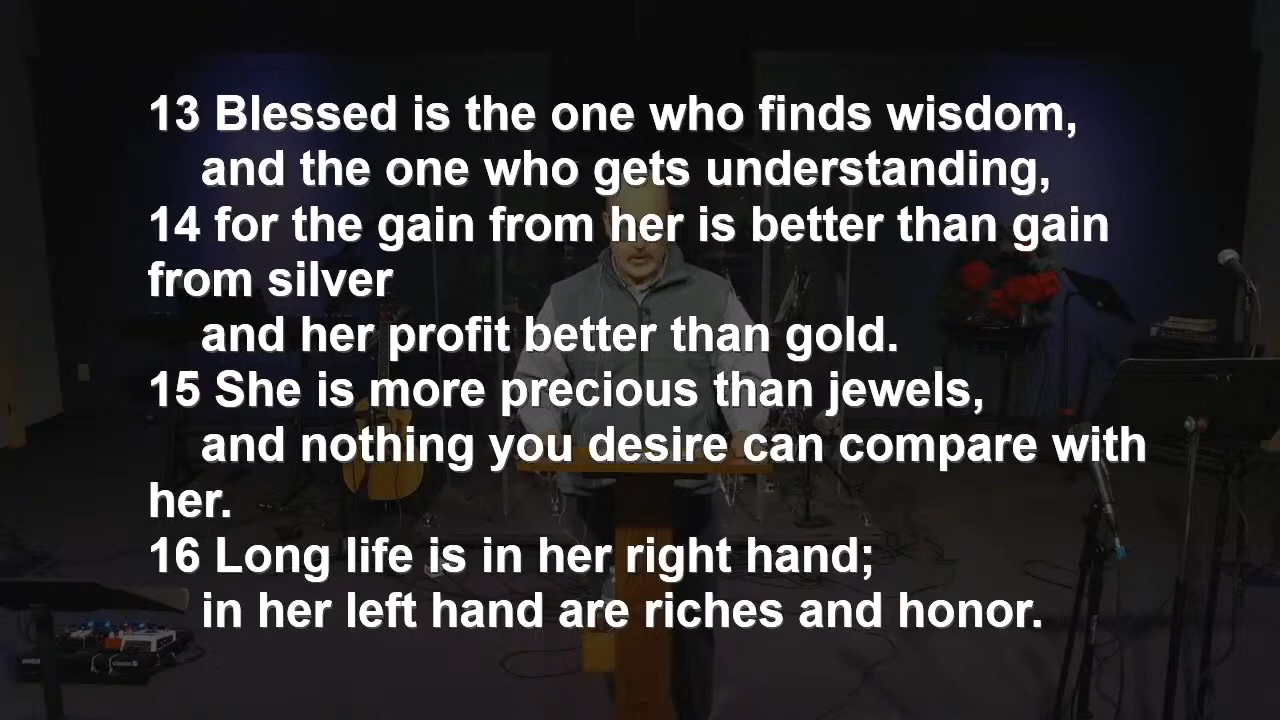 13 Blessed is the one who finds wisdom,
and the one who gets understanding,
14 for the gain from her is better than gain
from silver
and her profit better than gold.
15 She is more precious than jewels,
and nothing you desire can compare with
her.
16 Long life is in her right hand;
in her left hand are riches and honor.